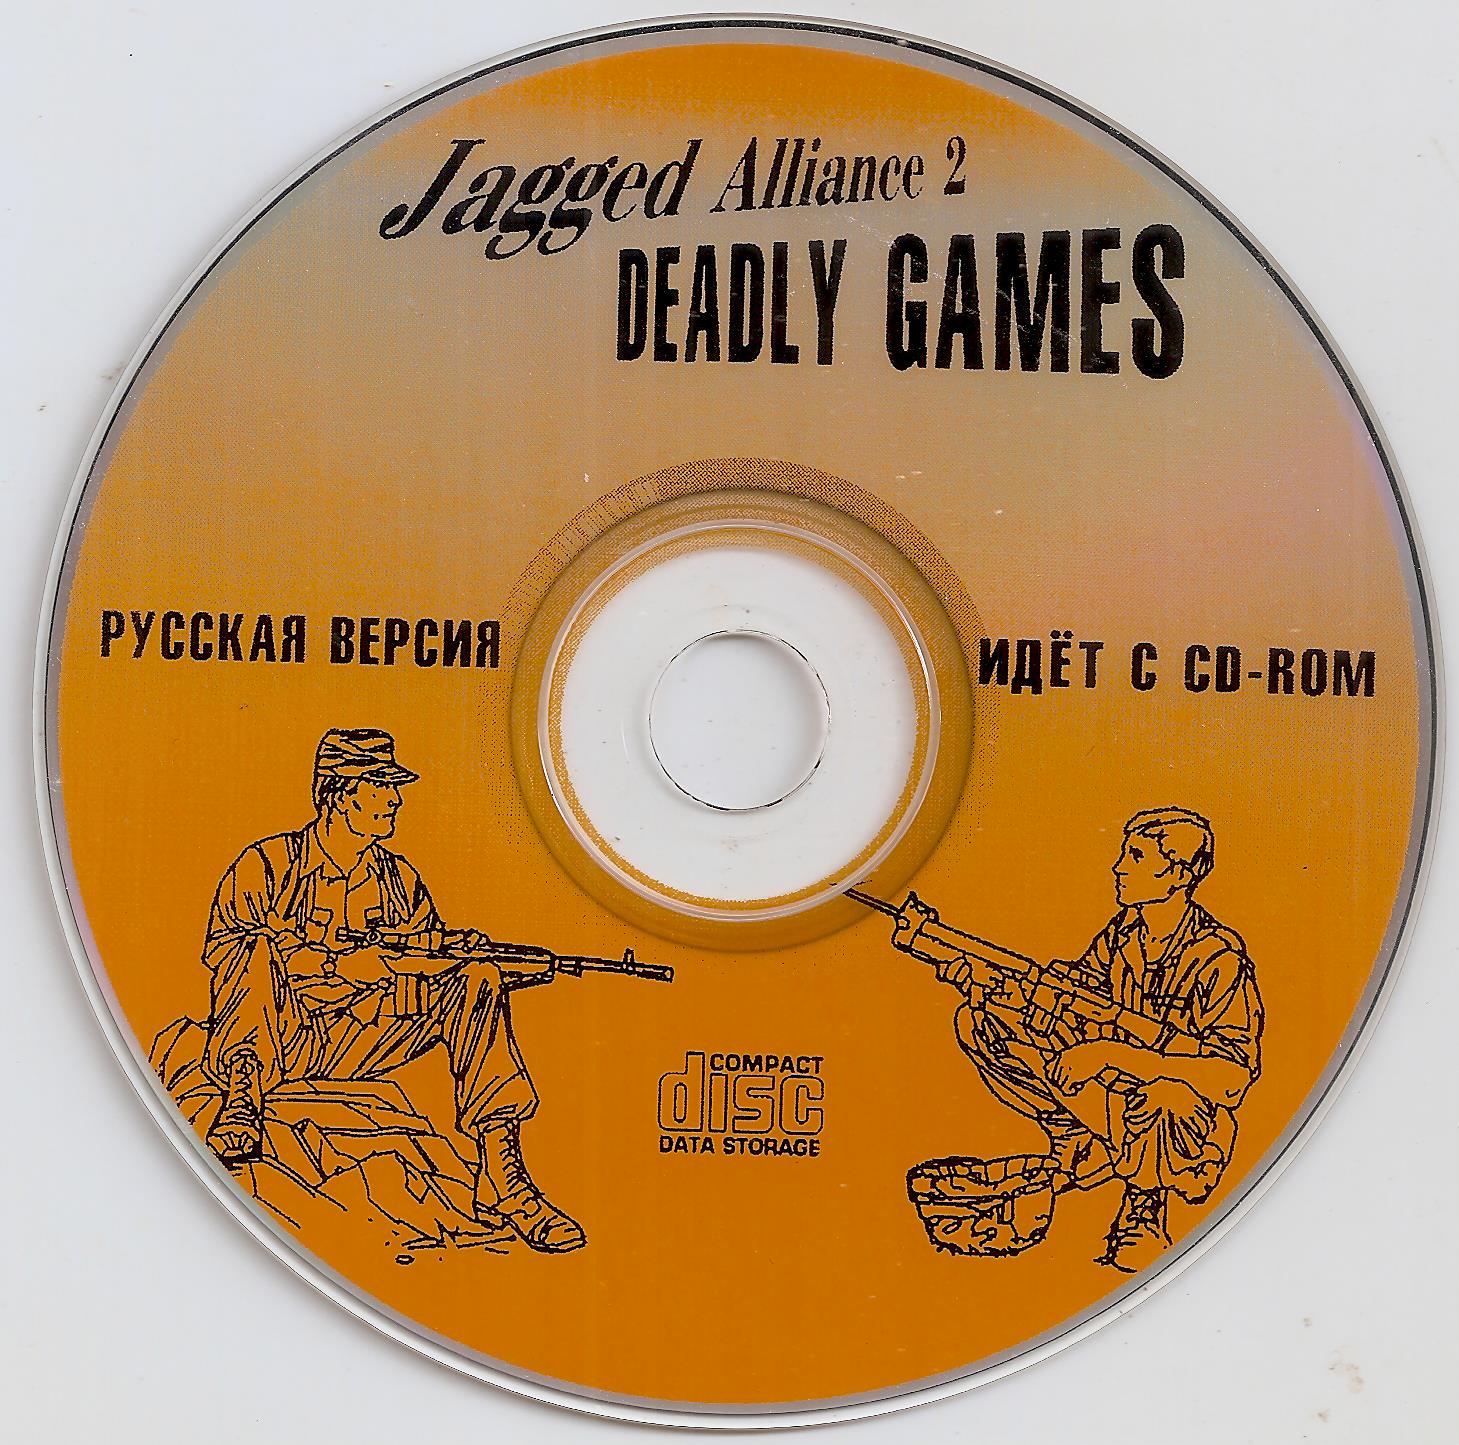 Jagged Alliance 2
DEADLY GAMES
РУССКАЯ ВЕРСИЯ
ИДЁТ С CD-ROM
COMPACT
disc
DATA STORAGE